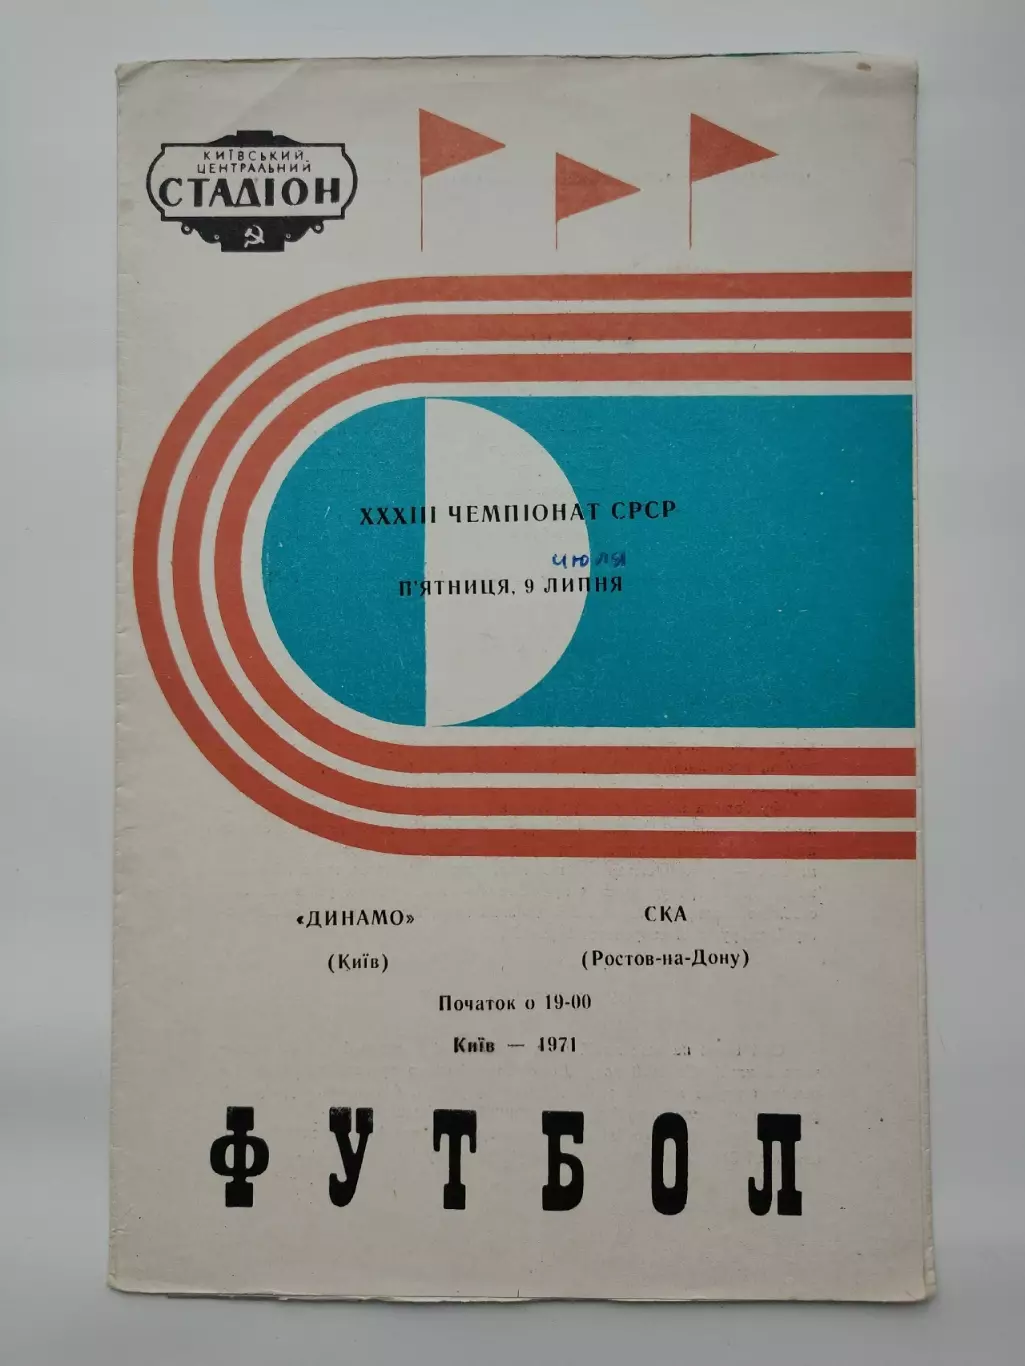 КИЇВСЬКИЙ
ЦЕНТРАЛЬНИЙ
СТАДІОН
XXXIII ЧЕМПІОНАТ СРСР
июля
П'ЯТНИЦЯ, 9 ЛИПНЯ
«ДИНАМО»
(Київ)
СКА
(Ростов-на-Дону)
Початок о 19-00
Київ — 1971
ФУТБОЛ